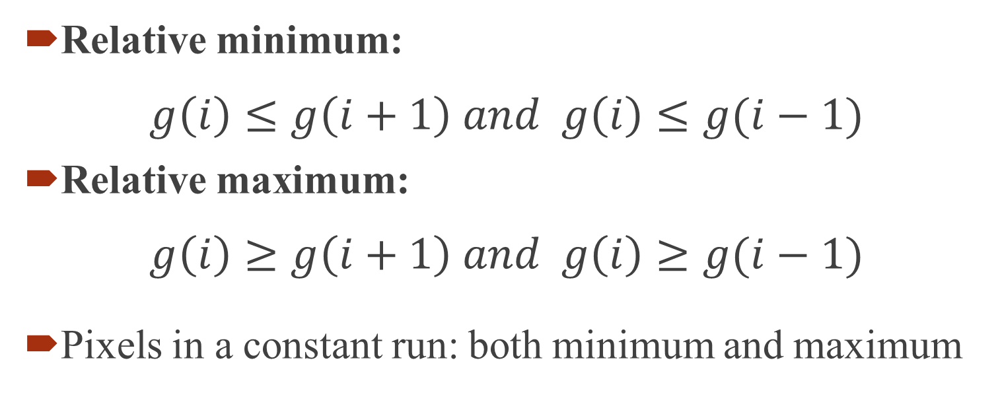 Relative minimum:
g(i) ≤ g(i + 1) and g(i) ≤ g(i − 1)
Relative maximum:
g(i) ≥ g(i + 1) and g(i) ≥ g(i − 1)
Pixels in a constant run: both minimum and maximum